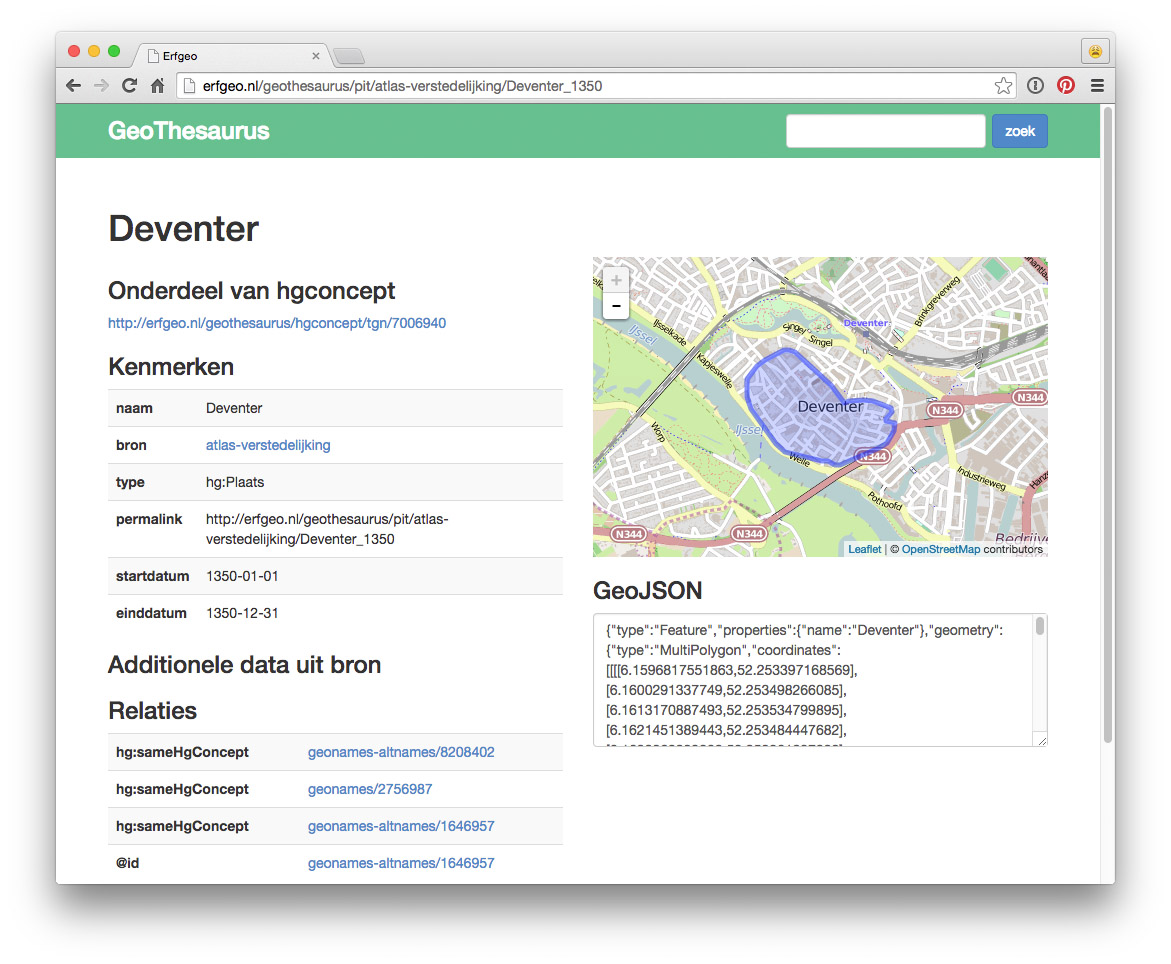 Erfgeo
erfgeo.nl/geothesaurus/pit/atlas-verstedelijking/Deventer_1350
GeoThesaurus
zoek
Deventer
Onderdeel van hgconcept
http://erfgeo.nl/geothesaurus/hgconcept/tgn/7006940
Kenmerken
naam Deventer
bron atlas-verstedelijking
type hg:Plaats
permalink http://erfgeo.nl/geothesaurus/pit/atlas-
verstedelijking/Deventer_1350
startdatum 1350-01-01
einddatum 1350-12-31
Additionele data uit bron
Relaties
hg:sameHgConcept geonames-altnames/8208402
hg:sameHgConcept geonames/2756987
hg:sameHgConcept geonames-altnames/1646957
@id geonames-altnames/1646957
+
-
IJsselkade
IJssel
Kapjeswelle
Singel
Singel
Deventer
Brinkgreverweg
Deventer
N344
N344
IJssel
Worp
Welle
N344
Industrieweg
Pothoofd
N344
N344
Leaflet | © OpenStreetMap contributors
GeoJSON
{"type":"Feature","properties":{"name":"Deventer"},"geometry":
{"type":"MultiPolygon","coordinates":
[[[[6.1596817551863,52.253397168569],
[6.1600291337749,52.253498266085],
[6.1613170887493,52.253534799895],
[6.1621451389443,52.253484447682],